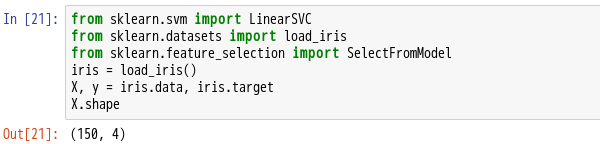 In [21]: from sklearn.svm import LinearSVC
from sklearn.datasets import load_iris
from sklearn.feature_selection import SelectFromModel
iris = load_iris()
X, y = iris.data, iris.target
X.shape
Out[21]: (150, 4)